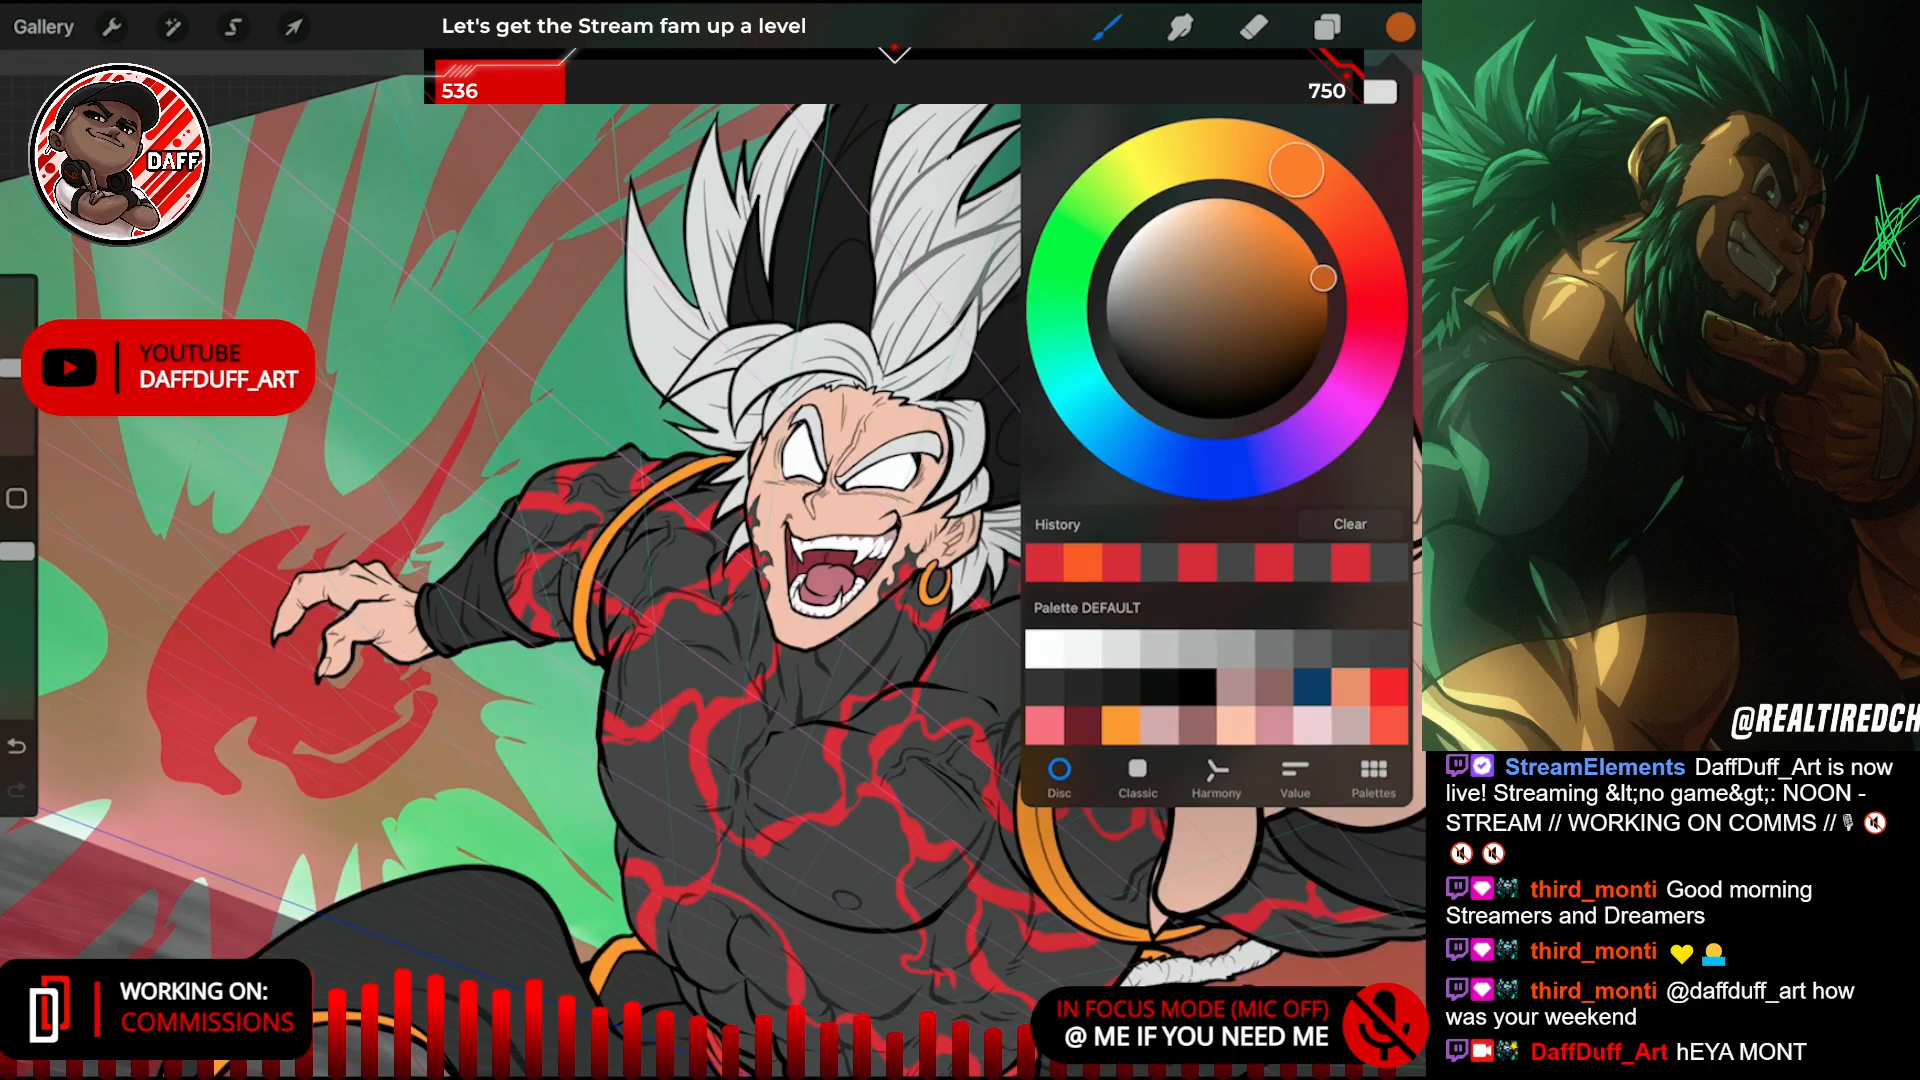 Gallery
Let's get the Stream fam up a level
536
750
DAFF
YOUTUBE
DAFFDUFF_ART
History
Clear
Palette DEFAULT
Disc
Classic
Harmony
Value
Palettes
@REALTIREDCH
StreamElements DaffDuff_Art is now
live! Streaming &lt;no game&gt;: NOON -
STREAM // WORKING ON COMMS //
third_monti Good morning
Streamers and Dreamers
third_monti
third_monti @daffduff_art how
was your weekend
DaffDuff_Art hEYA MONT
WORKING ON:
COMMISSIONS
IN FOCUS MODE (MIC OFF)
@ ME IF YOU NEED ME